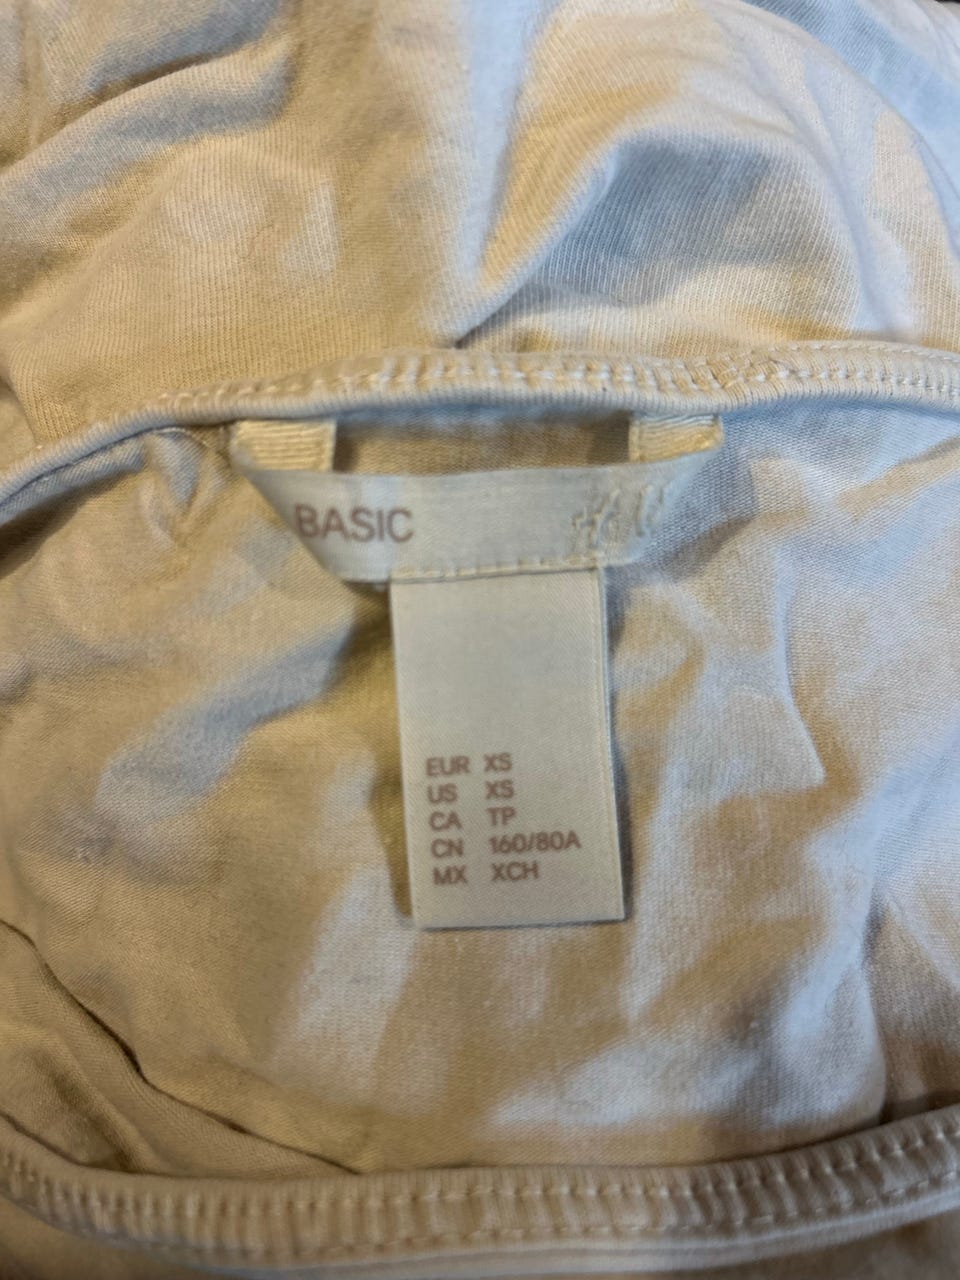 BASIC H&M
EUR XS
US XS
CA TP
CN 160/80A
MX XCH